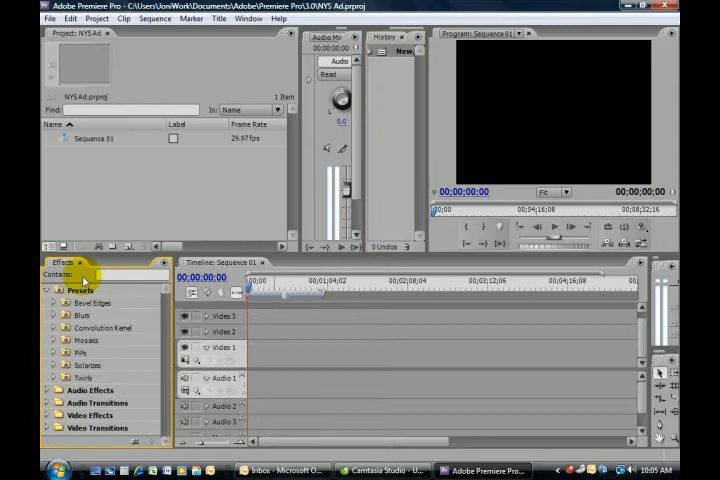 Adobe Premiere Pro - C:\Users\JoniWork\Documents\Adobe\Premiere Pro\3.0\NYS Ad.prproj
File Edit Project Clip Sequence Marker Title Window Help
Project: NYS Ad
NYS Ad.prproj
1 Item
Find: In: Name
Name Label Frame Rate
Sequence 01 29.97 fps
Audio Mi
00;00;00;00
Audio
Read
L
0.0
History
New
0 Undos
Program: Sequence 01
00;00;00;00 Fit 00;00;00;00
00;00 00;04;16;08 00;08;32;16
Effects
Contains:
Presets
Bevel Edges
Blurs
Convolution Kernel
Mosaics
PiPs
Solarizes
Twirls
Audio Effects
Audio Transitions
Video Effects
Video Transitions
Timeline: Sequence 01
00;00;00;00
00;00 00;01;04;02 00;02;08;04 00;03;12;06 00;04;16;08 00;
Video 3
Video 2
Video 1
Audio 1
Audio 2
Audio 3
Inbox - Microsoft O...
Camtasia Studio - U...
Adobe Premiere Pro...
10:05 AM